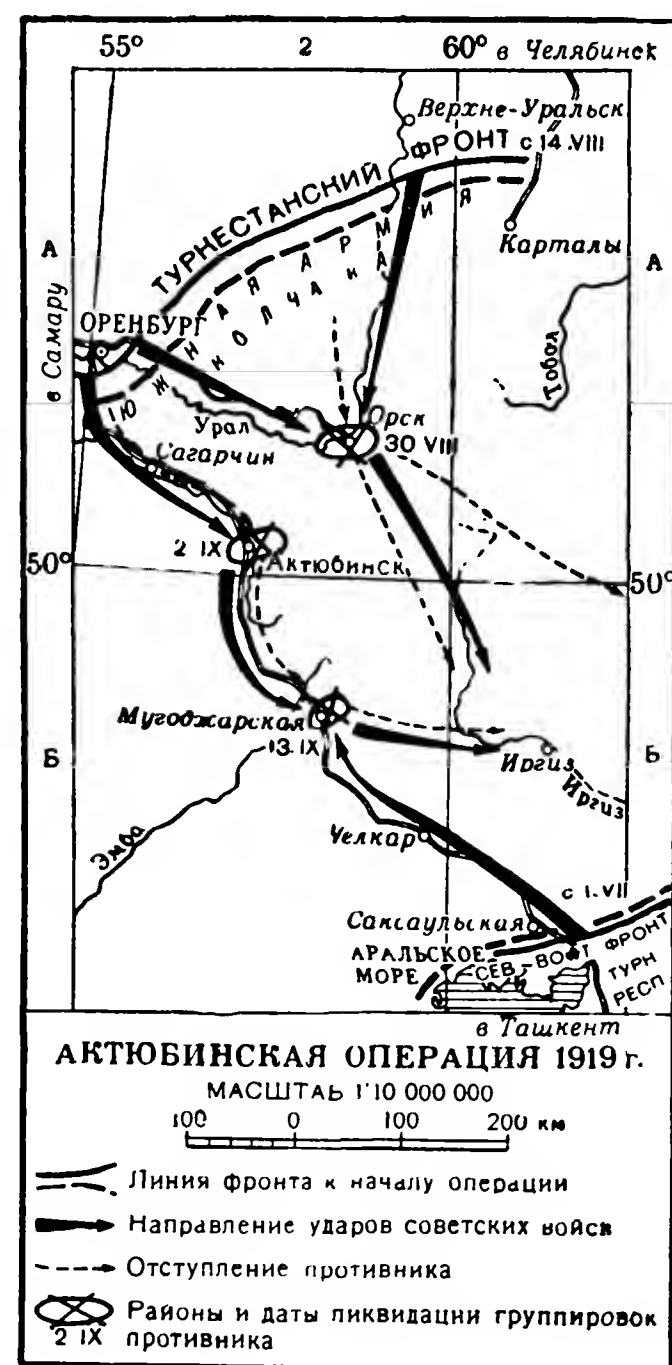 55° 2 60° в Челябинск
Верхне-Уральск
ТУРКЕСТАНСКИЙ ФРОНТ с 14.VIII
ЮЖНАЯ АРМИЯ
КОЛЧАКА
Карталы
А А
ОРЕНБУРГ
в Самару
Тобол
Орск
30 VIII
Урал
Сагарчин
2 IX
Актюбинск
50° 50°
Мугоджарская
13.IX
Б Б
Иргиз
Иргиз
Эмба
Челкар
с 1.VII
Саксаульская
АРАЛЬСКОЕ
МОРЕ
СЕВ-ВОСТ ФРОНТ
ТУРК
РЕСП.
в Ташкент
АКТЮБИНСКАЯ ОПЕРАЦИЯ 1919 г.
МАСШТАБ 1:10 000 000
100 0 100 200 км
Линия фронта к началу операции
Направление ударов советских войск
Отступление противника
2 IX Районы и даты ликвидации группировок
противника